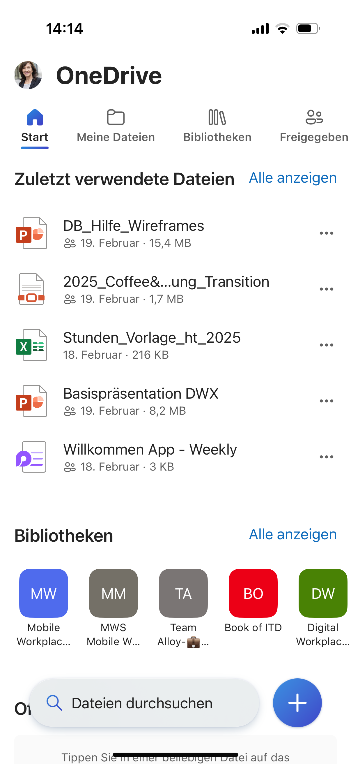 14:14
OneDrive
Start
Meine Dateien
Bibliotheken
Freigegeben
Zuletzt verwendete Dateien
Alle anzeigen
DB_Hilfe_Wireframes
19. Februar · 15,4 MB
2025_Coffee&...ung_Transition
19. Februar · 1,7 MB
Stunden_Vorlage_ht_2025
18. Februar · 216 KB
Basispräsentation DWX
19. Februar · 8,2 MB
Willkommen App - Weekly
18. Februar · 3 KB
Bibliotheken
Alle anzeigen
MW
MM
TA
BO
DW
Mobile
Workplac...
MWS
Mobile W...
Team
Alloy-💼...
Book of ITD
Digital
Workplac...
Dateien durchsuchen
Tippen Sie in einer beliebigen Datei auf das